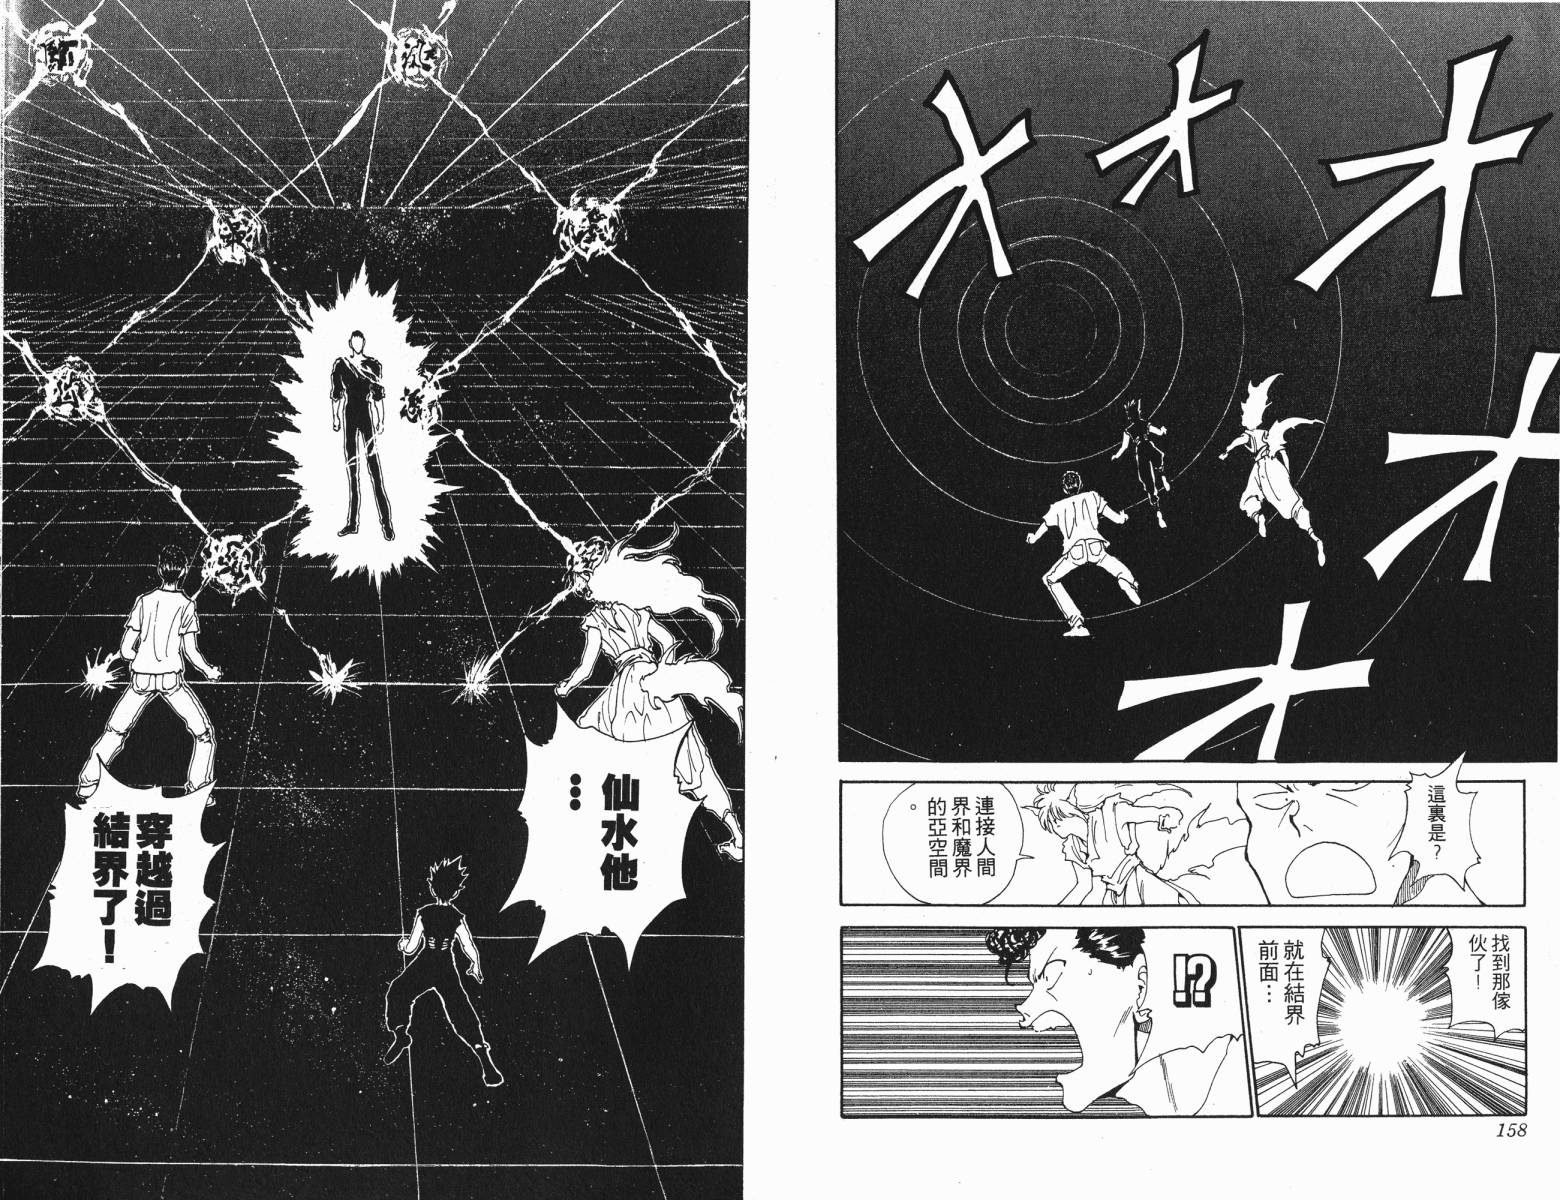 オオオオオ
這裏是？
連接人間
界和魔界
的亞空間
。
找到那傢
伙了！
就在結界
前面…
!?
158
仙水他
…
穿越過
結界了！